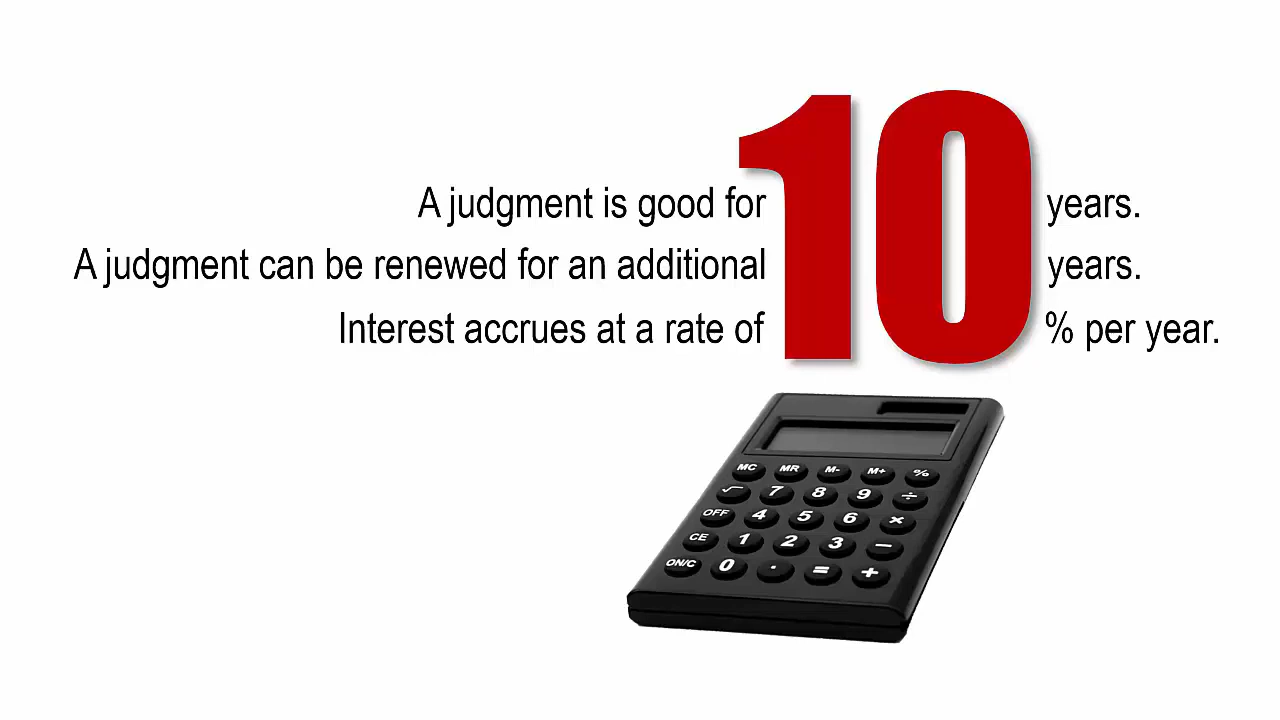 A judgment is good for 10 years.
A judgment can be renewed for an additional years.
Interest accrues at a rate of % per year.
MC MR M- M+ %
√ 7 8 9 ÷
OFF 4 5 6 ×
CE 1 2 3 −
ON/C 0 . = +